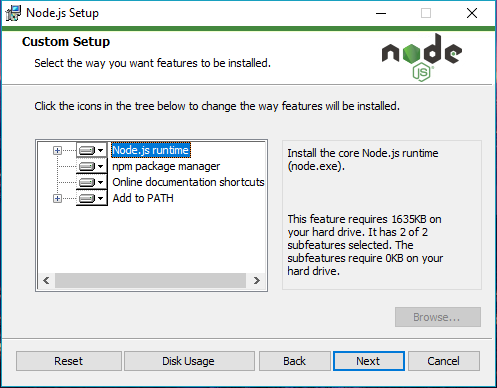 Node.js Setup
Custom Setup
Select the way you want features to be installed.
node
JS
Click the icons in the tree below to change the way features will be installed.
Node.js runtime
npm package manager
Online documentation shortcuts
Add to PATH
Install the core Node.js runtime
(node.exe).
This feature requires 1635KB on
your hard drive. It has 2 of 2
subfeatures selected. The
subfeatures require 0KB on your
hard drive.
Browse...
Reset
Disk Usage
Back
Next
Cancel